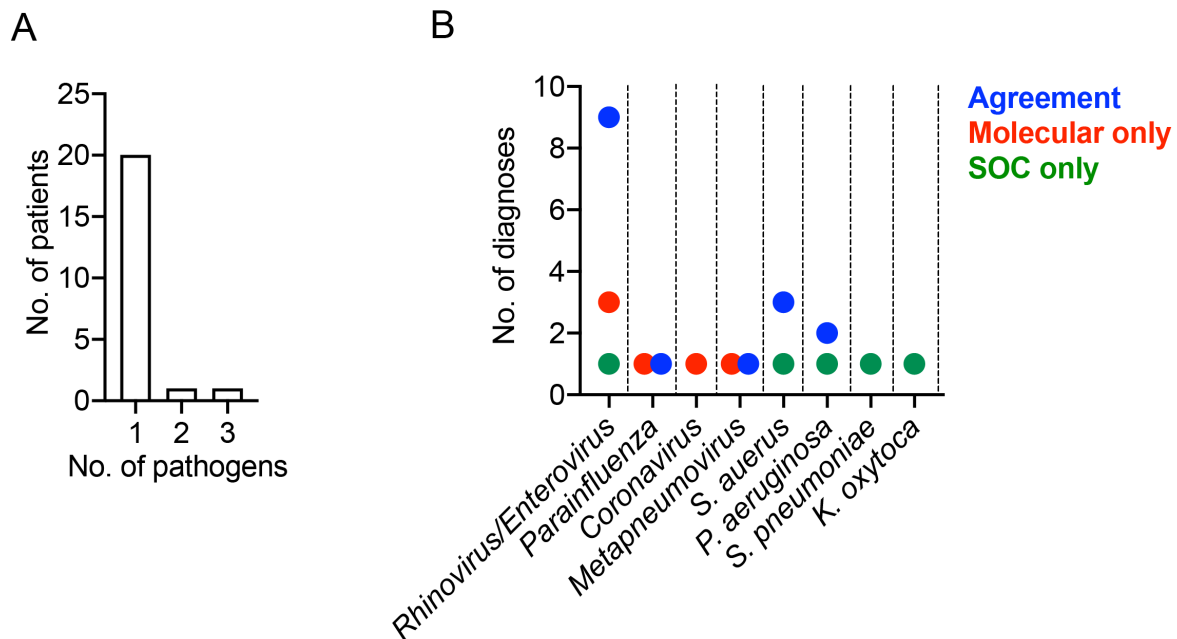 A
25
20
15
10
5
0
No. of patients
1 2 3
No. of pathogens
B
10
8
6
4
2
0
No. of diagnoses
Rhinovirus/Enterovirus
Parainfluenza
Coronavirus
Metapneumovirus
S. auerus
P. aeruginosa
S. pneumoniae
K. oxytoca
Agreement
Molecular only
SOC only